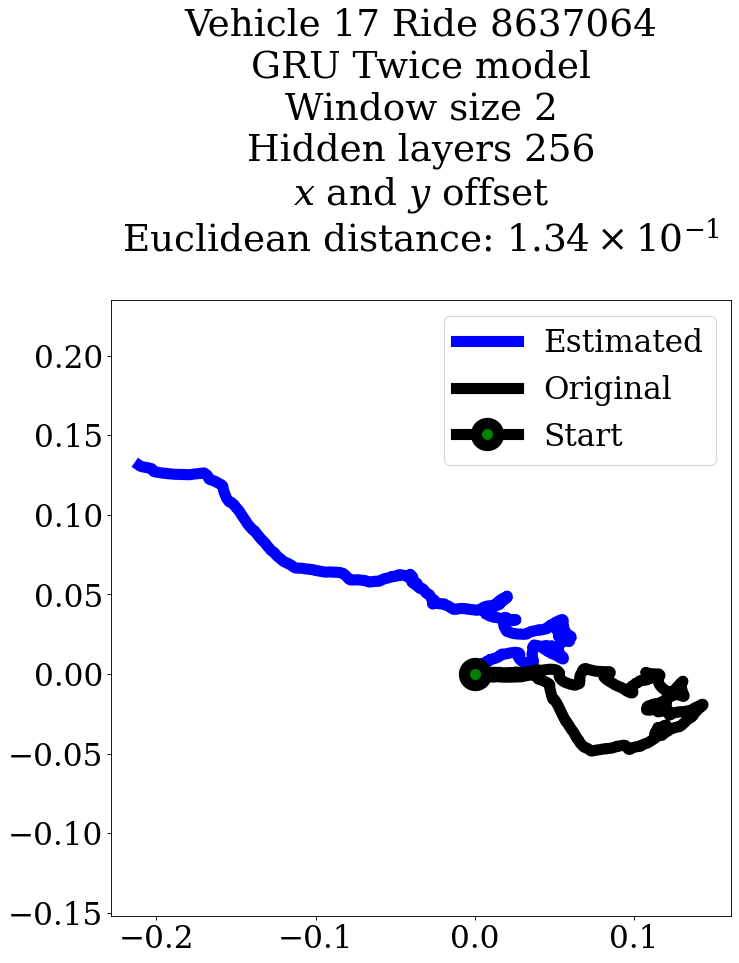 Vehicle 17 Ride 8637064
GRU Twice model
Window size 2
Hidden layers 256
x and y offset
Euclidean distance: 1.34 × 10⁻¹
Estimated
Original
Start
0.20
0.15
0.10
0.05
0.00
−0.05
−0.10
−0.15
−0.2 −0.1 0.0 0.1